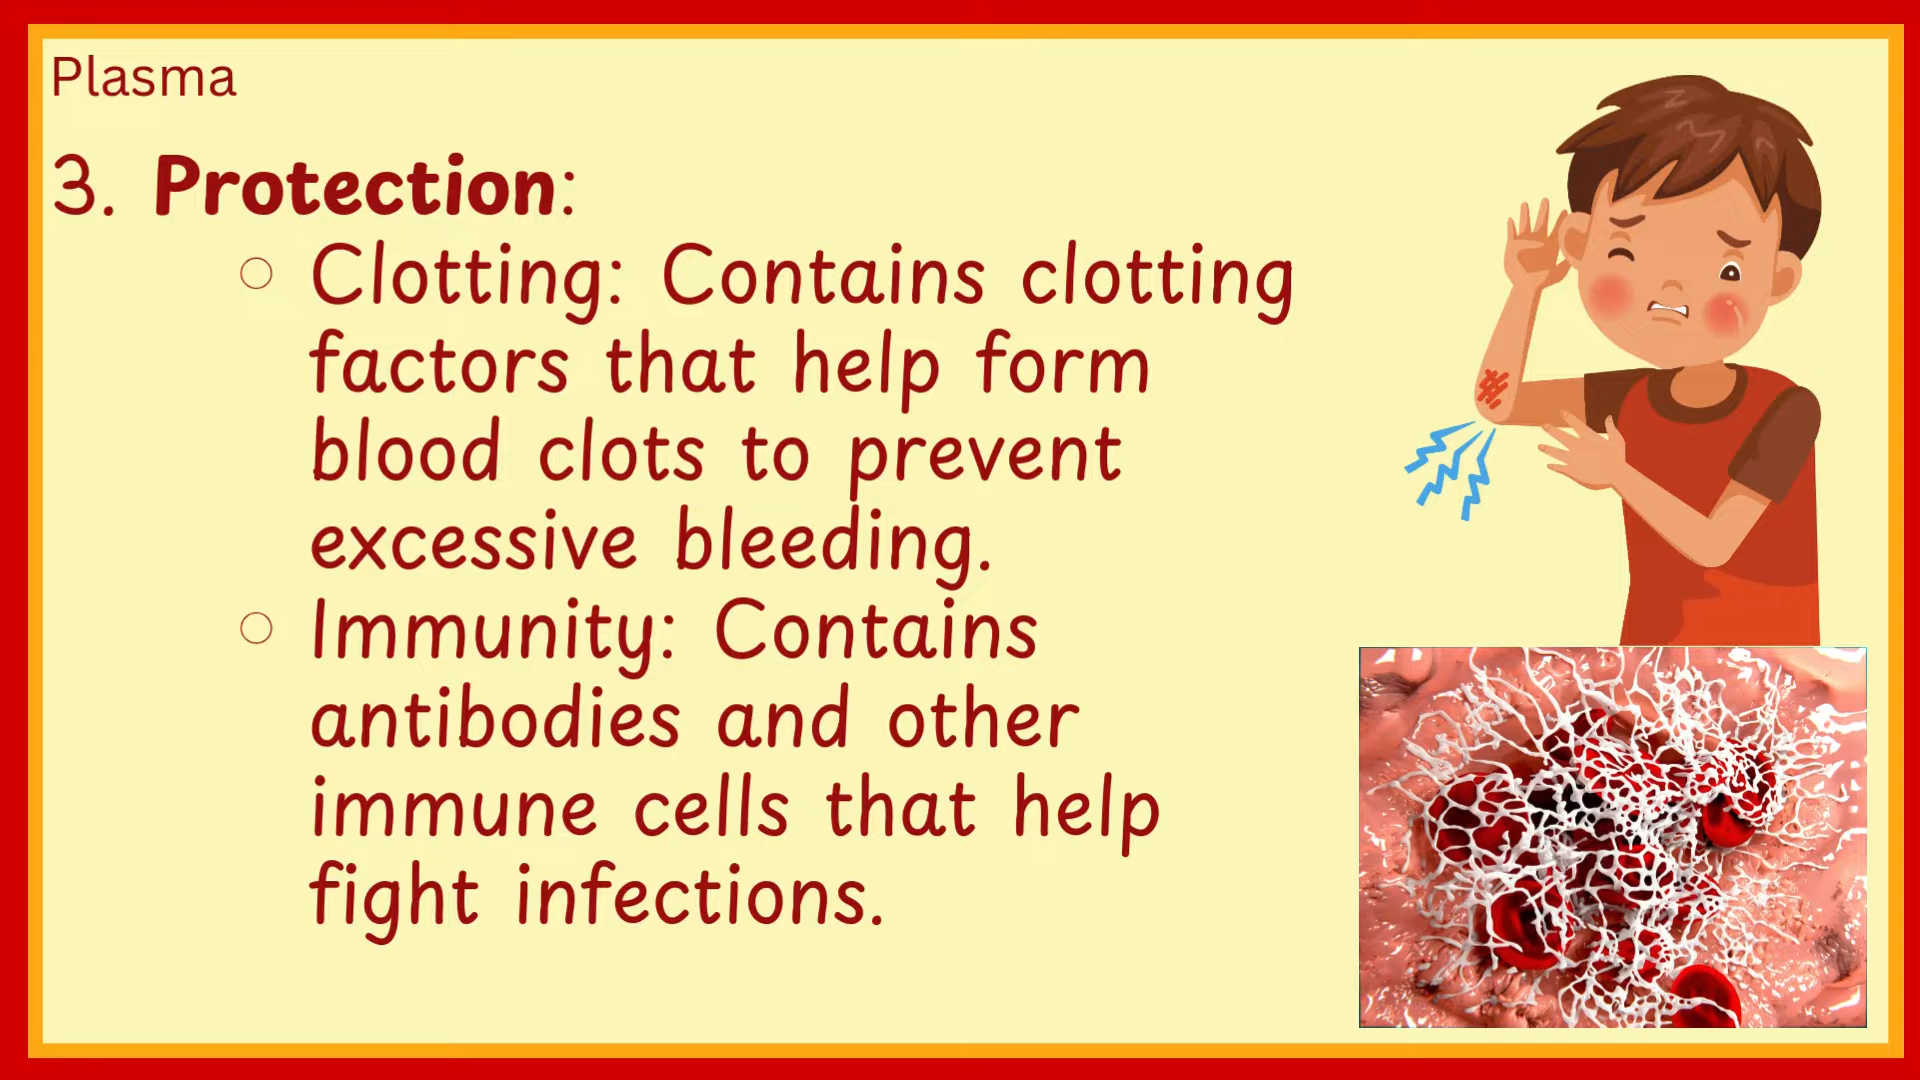 Plasma
3. Protection:
○ Clotting: Contains clotting
factors that help form
blood clots to prevent
excessive bleeding.
○ Immunity: Contains
antibodies and other
immune cells that help
fight infections.